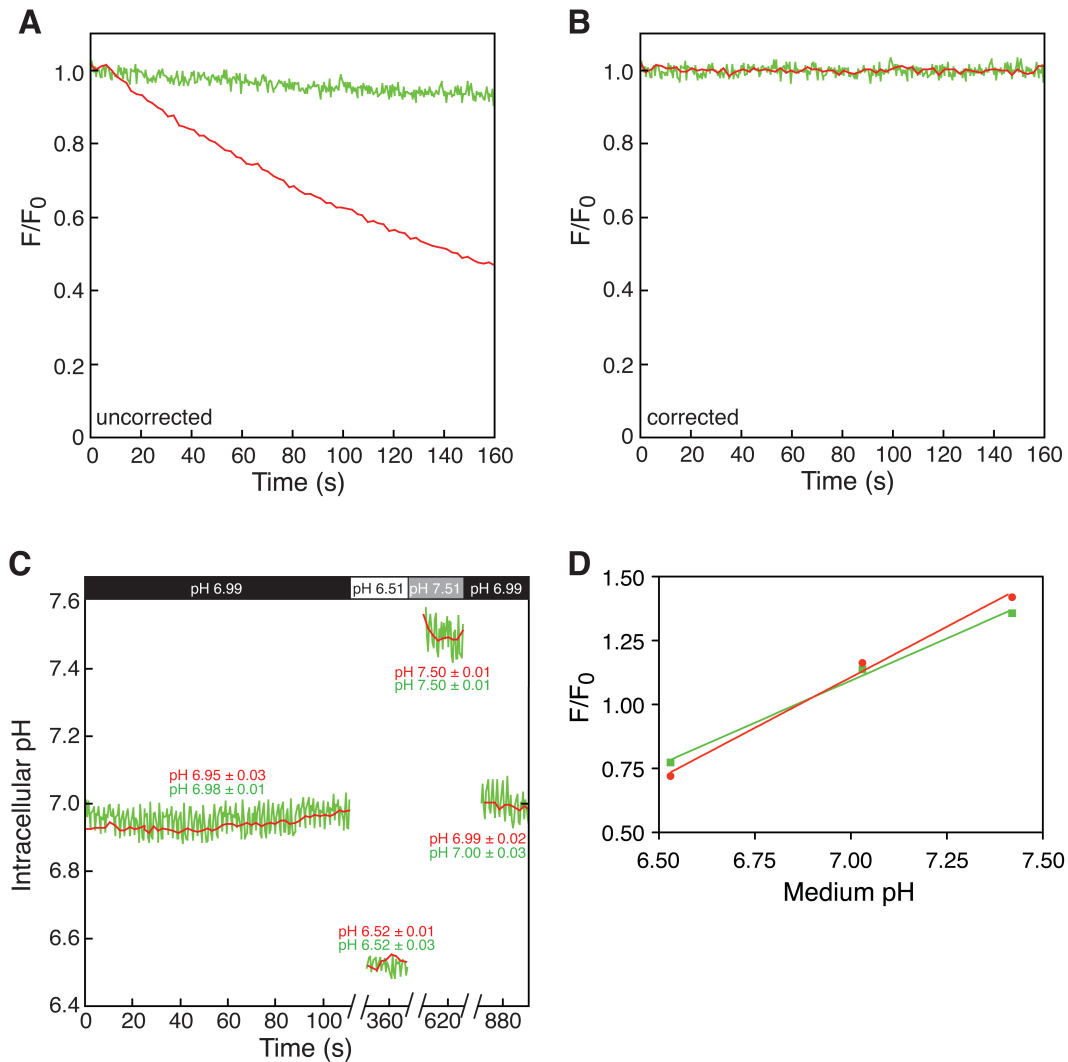 A
F/F0
1.0
0.8
0.6
0.4
0.2
0
uncorrected
0 20 40 60 80 100 120 140 160
Time (s)
B
F/F0
1.0
0.8
0.6
0.4
0.2
0
corrected
0 20 40 60 80 100 120 140 160
Time (s)
C
pH 6.99 pH 6.51 pH 7.51 pH 6.99
Intracellular pH
7.6
7.4
7.2
7.0
6.8
6.6
6.4
pH 7.50 ± 0.01
pH 7.50 ± 0.01
pH 6.95 ± 0.03
pH 6.98 ± 0.01
pH 6.99 ± 0.02
pH 7.00 ± 0.03
pH 6.52 ± 0.01
pH 6.52 ± 0.03
0 20 40 60 80 100 360 620 880
Time (s)
D
F/F0
1.50
1.25
1.00
0.75
0.50
6.50 6.75 7.00 7.25 7.50
Medium pH